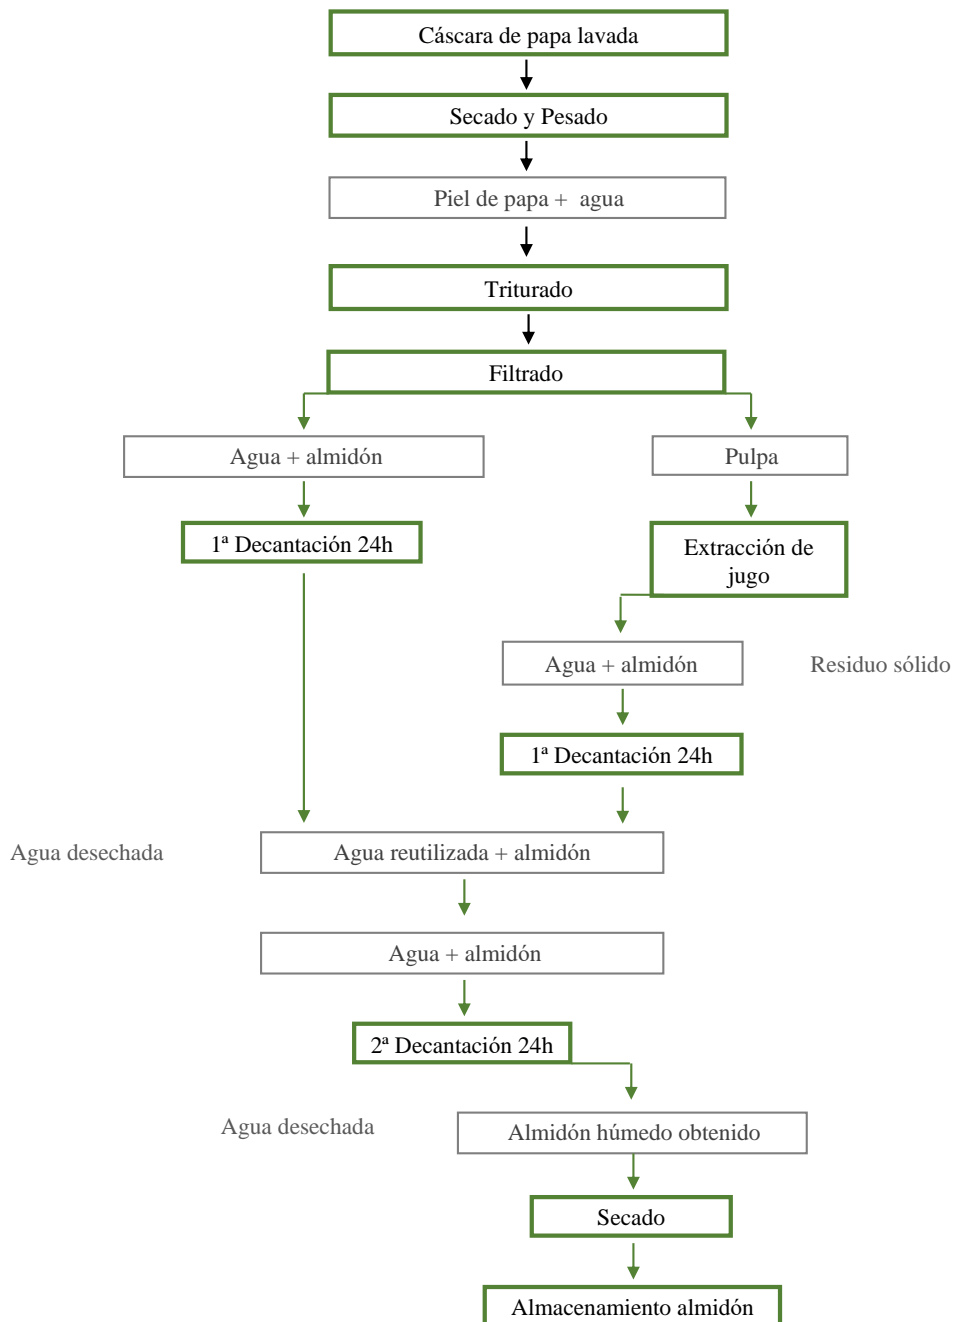 Cáscara de papa lavada
Secado y Pesado
Piel de papa + agua
Triturado
Filtrado
Agua + almidón
Pulpa
1ª Decantación 24h
Extracción de
jugo
Agua + almidón
Residuo sólido
1ª Decantación 24h
Agua desechada
Agua reutilizada + almidón
Agua + almidón
2ª Decantación 24h
Agua desechada
Almidón húmedo obtenido
Secado
Almacenamiento almidón